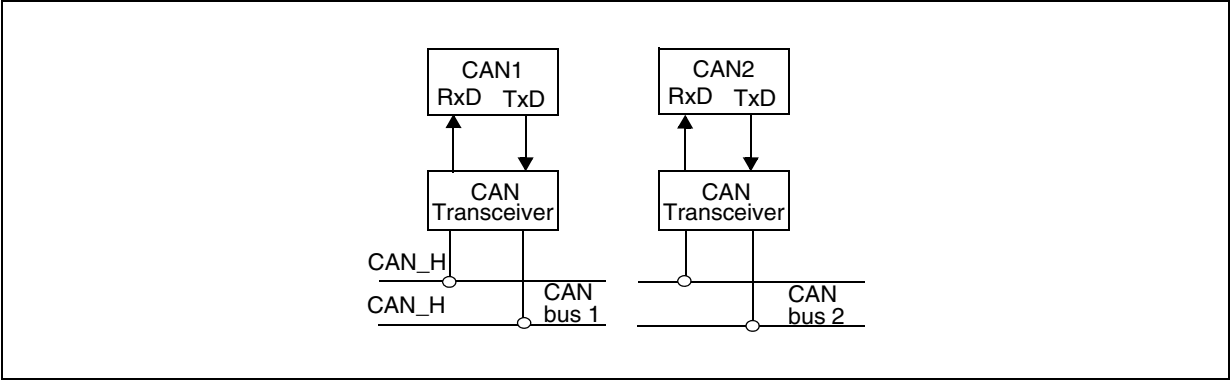 CAN1
RxD TxD
CAN
Transceiver
CAN_H
CAN_H
CAN
bus 1
CAN2
RxD TxD
CAN
Transceiver
CAN
bus 2